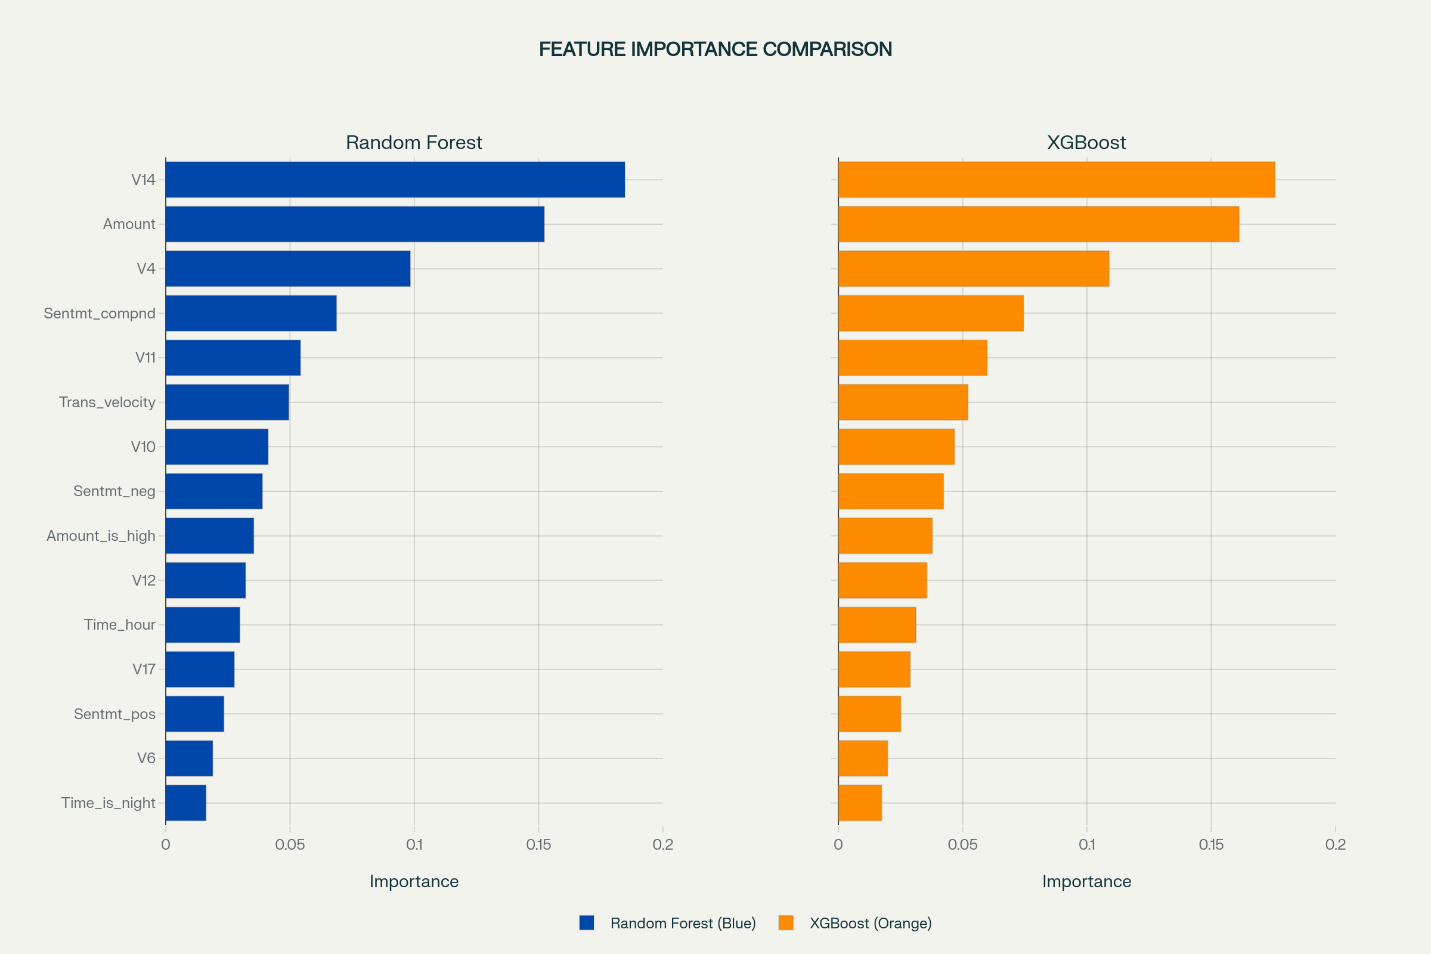 FEATURE IMPORTANCE COMPARISON
Random Forest
XGBoost
V14
Amount
V4
Sentmt_compnd
V11
Trans_velocity
V10
Sentmt_neg
Amount_is_high
V12
Time_hour
V17
Sentmt_pos
V6
Time_is_night
0 0.05 0.1 0.15 0.2
0 0.05 0.1 0.15 0.2
Importance
Importance
Random Forest (Blue) XGBoost (Orange)